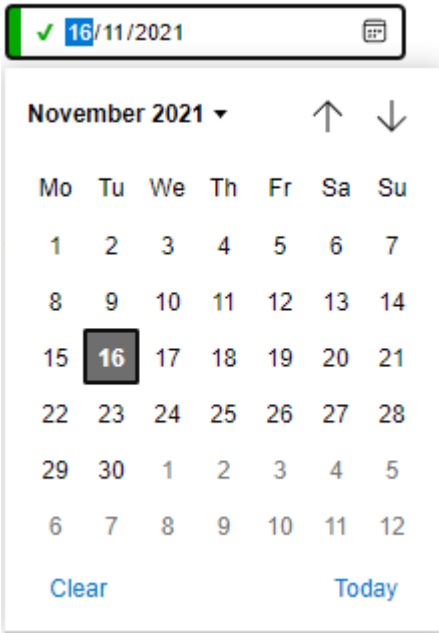 16/11/2021
November 2021
Mo Tu We Th Fr Sa Su
1 2 3 4 5 6 7
8 9 10 11 12 13 14
15 16 17 18 19 20 21
22 23 24 25 26 27 28
29 30 1 2 3 4 5
6 7 8 9 10 11 12
Clear Today